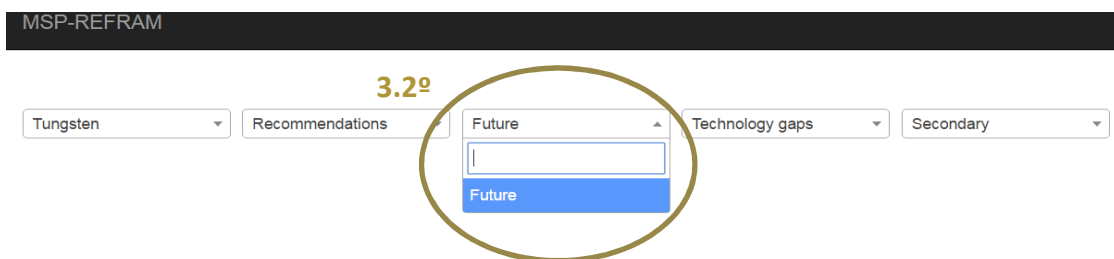 MSP-REFRAM
3.2º
Tungsten Recommendations Future Technology gaps Secondary
Future